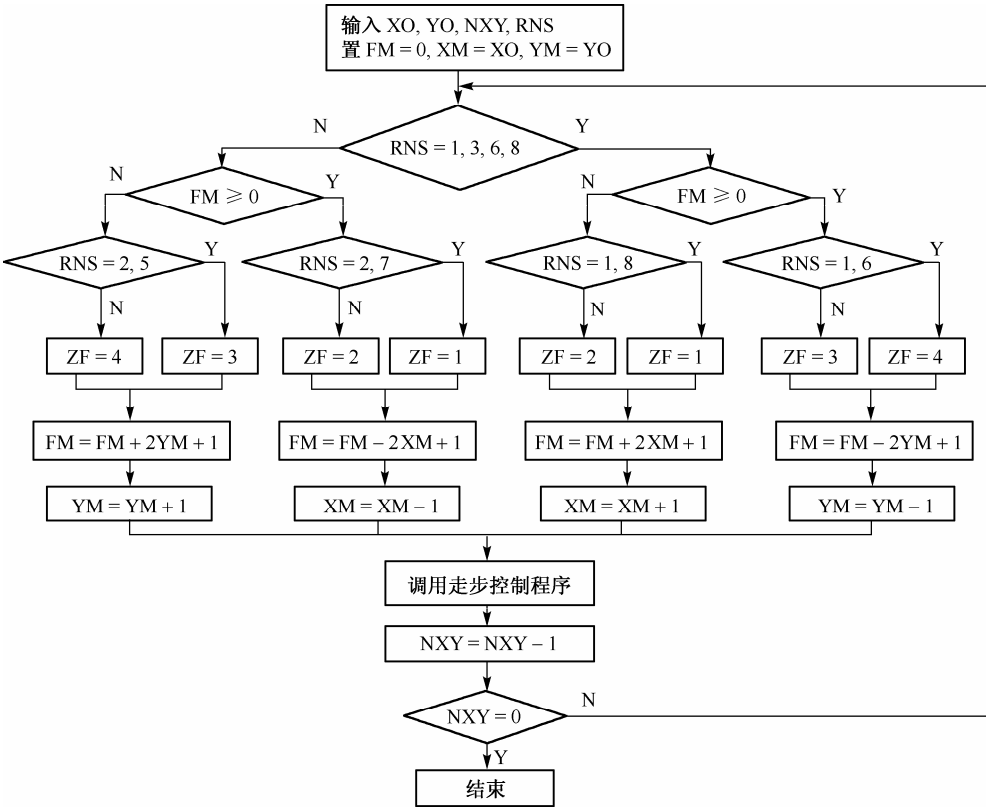 输入 XO, YO, NXY, RNS
置 FM = 0, XM = XO, YM = YO
N
Y
RNS = 1, 3, 6, 8
N
Y
N
Y
FM ≥ 0
FM ≥ 0
Y
Y
Y
Y
RNS = 2, 5
RNS = 2, 7
RNS = 1, 8
RNS = 1, 6
N
N
N
N
ZF = 4
ZF = 3
ZF = 2
ZF = 1
ZF = 2
ZF = 1
ZF = 3
ZF = 4
FM = FM + 2YM + 1
FM = FM − 2XM + 1
FM = FM + 2XM + 1
FM = FM − 2YM + 1
YM = YM + 1
XM = XM − 1
XM = XM + 1
YM = YM − 1
调用走步控制程序
NXY = NXY − 1
N
NXY = 0
Y
结束